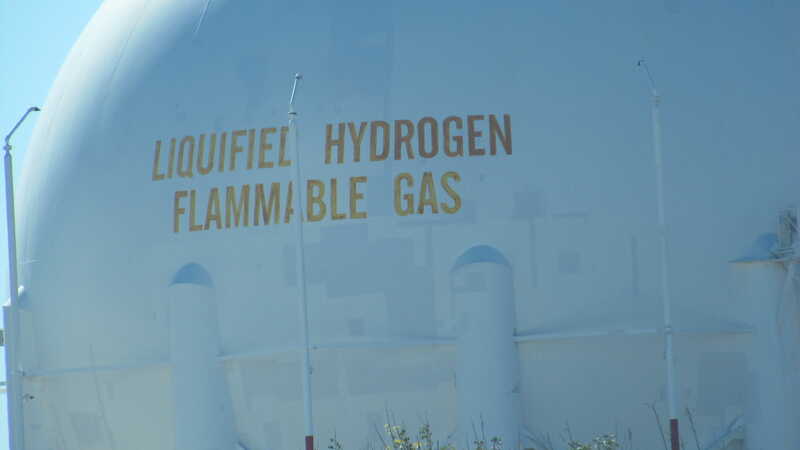 LIQUIFIED HYDROGEN
FLAMMABLE GAS